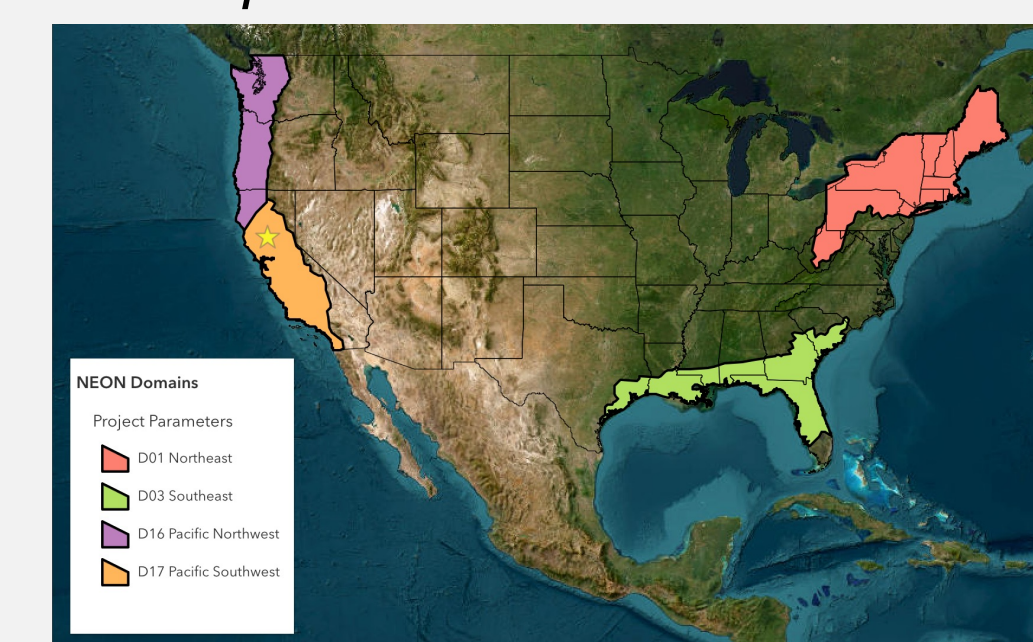 NEON Domains
Project Parameters
D01 Northeast
D03 Southeast
D16 Pacific Northwest
D17 Pacific Southwest